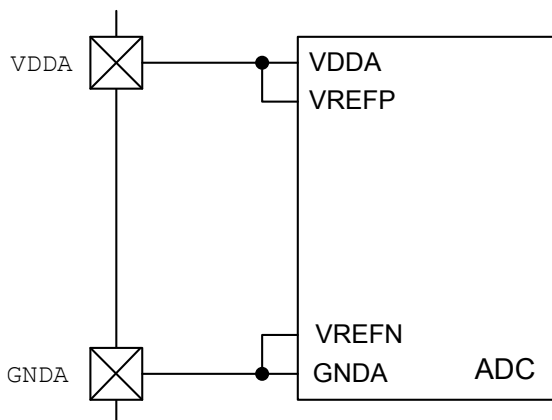 VDDA
VDDA
VREFP
VREFN
GNDA
GNDA
ADC